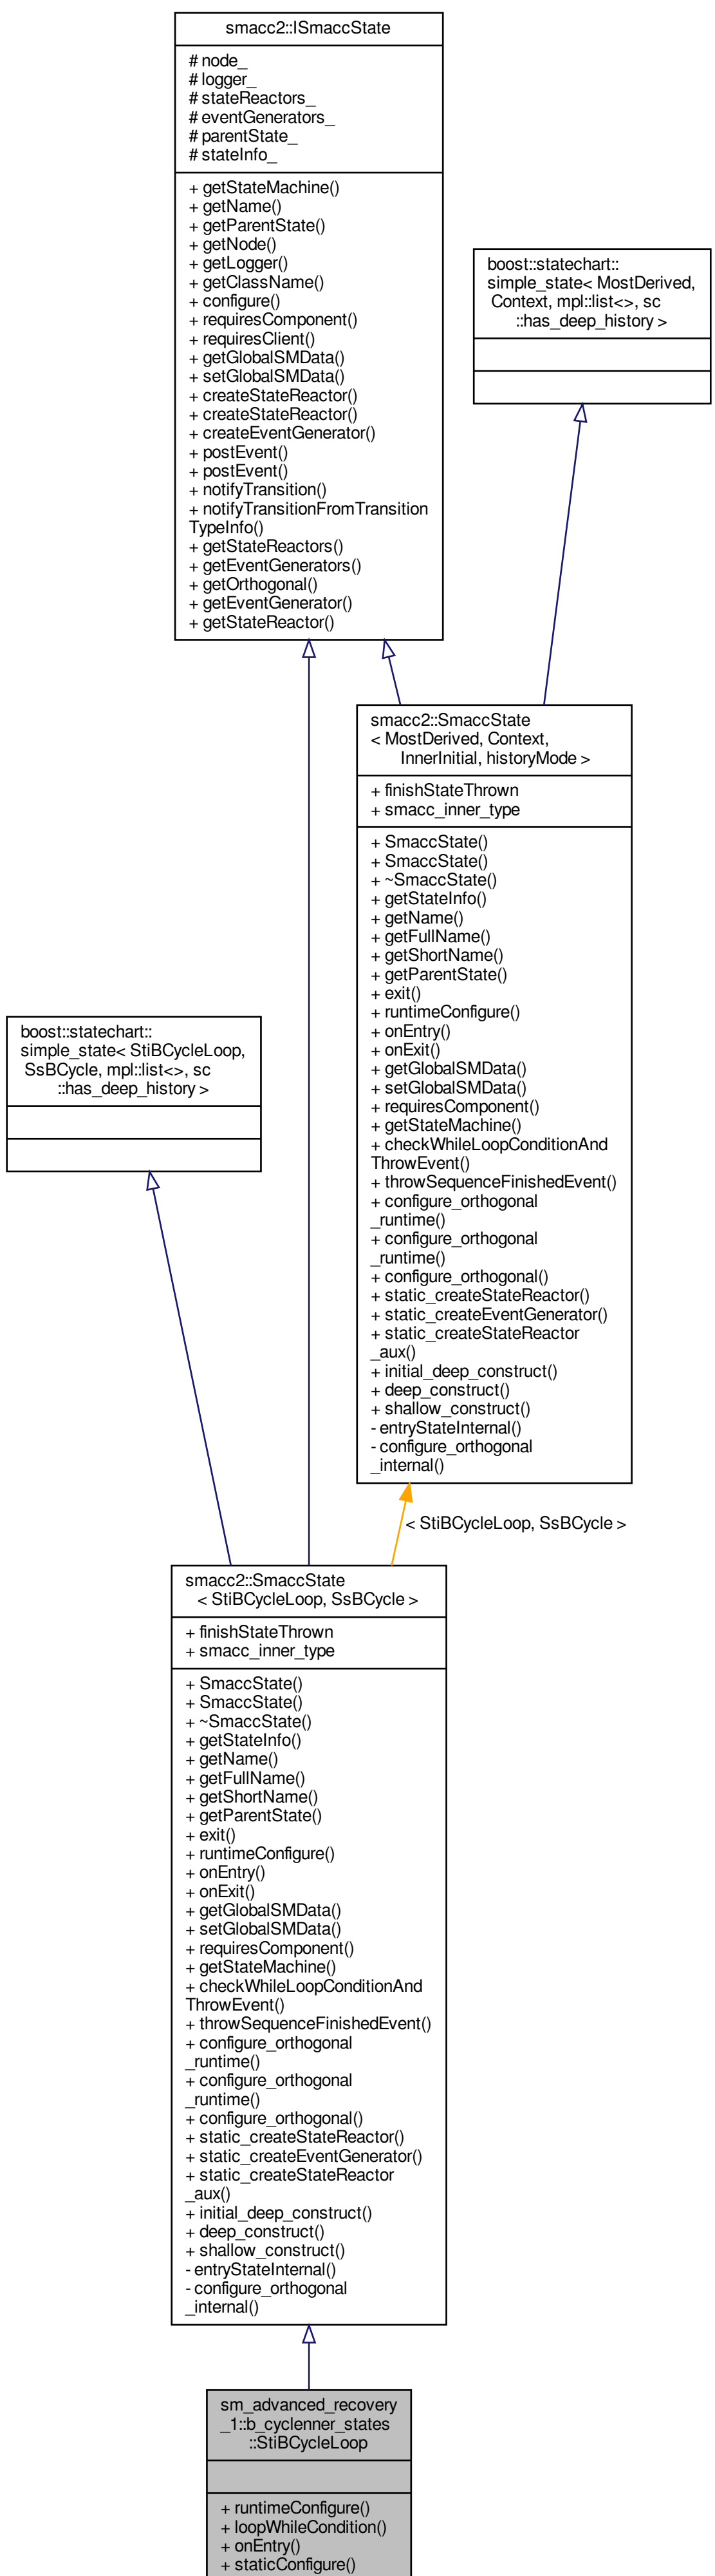 smacc2::ISmaccState
# node_
# logger_
# stateReactors_
# eventGenerators_
# parentState_
# stateInfo_
+ getStateMachine()
+ getName()
+ getParentState()
+ getNode()
+ getLogger()
+ getClassName()
+ configure()
+ requiresComponent()
+ requiresClient()
+ getGlobalSMData()
+ setGlobalSMData()
+ createStateReactor()
+ createStateReactor()
+ createEventGenerator()
+ postEvent()
+ postEvent()
+ notifyTransition()
+ notifyTransitionFromTransition
TypeInfo()
+ getStateReactors()
+ getEventGenerators()
+ getOrthogonal()
+ getEventGenerator()
+ getStateReactor()
boost::statechart::
simple_state< MostDerived,
Context, mpl::list<>, sc
::has_deep_history >
smacc2::SmaccState
< MostDerived, Context,
InnerInitial, historyMode >
+ finishStateThrown
+ smacc_inner_type
+ SmaccState()
+ SmaccState()
+ ~SmaccState()
+ getStateInfo()
+ getName()
+ getFullName()
+ getShortName()
+ getParentState()
+ exit()
+ runtimeConfigure()
+ onEntry()
+ onExit()
+ getGlobalSMData()
+ setGlobalSMData()
+ requiresComponent()
+ getStateMachine()
+ checkWhileLoopConditionAnd
ThrowEvent()
+ throwSequenceFinishedEvent()
+ configure_orthogonal
_runtime()
+ configure_orthogonal
_runtime()
+ configure_orthogonal()
+ static_createStateReactor()
+ static_createEventGenerator()
+ static_createStateReactor
_aux()
+ initial_deep_construct()
+ deep_construct()
+ shallow_construct()
- entryStateInternal()
- configure_orthogonal
_internal()
boost::statechart::
simple_state< StiBCycleLoop,
SsBCycle, mpl::list<>, sc
::has_deep_history >
< StiBCycleLoop, SsBCycle >
smacc2::SmaccState
< StiBCycleLoop, SsBCycle >
+ finishStateThrown
+ smacc_inner_type
+ SmaccState()
+ SmaccState()
+ ~SmaccState()
+ getStateInfo()
+ getName()
+ getFullName()
+ getShortName()
+ getParentState()
+ exit()
+ runtimeConfigure()
+ onEntry()
+ onExit()
+ getGlobalSMData()
+ setGlobalSMData()
+ requiresComponent()
+ getStateMachine()
+ checkWhileLoopConditionAnd
ThrowEvent()
+ throwSequenceFinishedEvent()
+ configure_orthogonal
_runtime()
+ configure_orthogonal
_runtime()
+ configure_orthogonal()
+ static_createStateReactor()
+ static_createEventGenerator()
+ static_createStateReactor
_aux()
+ initial_deep_construct()
+ deep_construct()
+ shallow_construct()
- entryStateInternal()
- configure_orthogonal
_internal()
sm_advanced_recovery
_1::b_cyclenner_states
::StiBCycleLoop
+ runtimeConfigure()
+ loopWhileCondition()
+ onEntry()
+ staticConfigure()